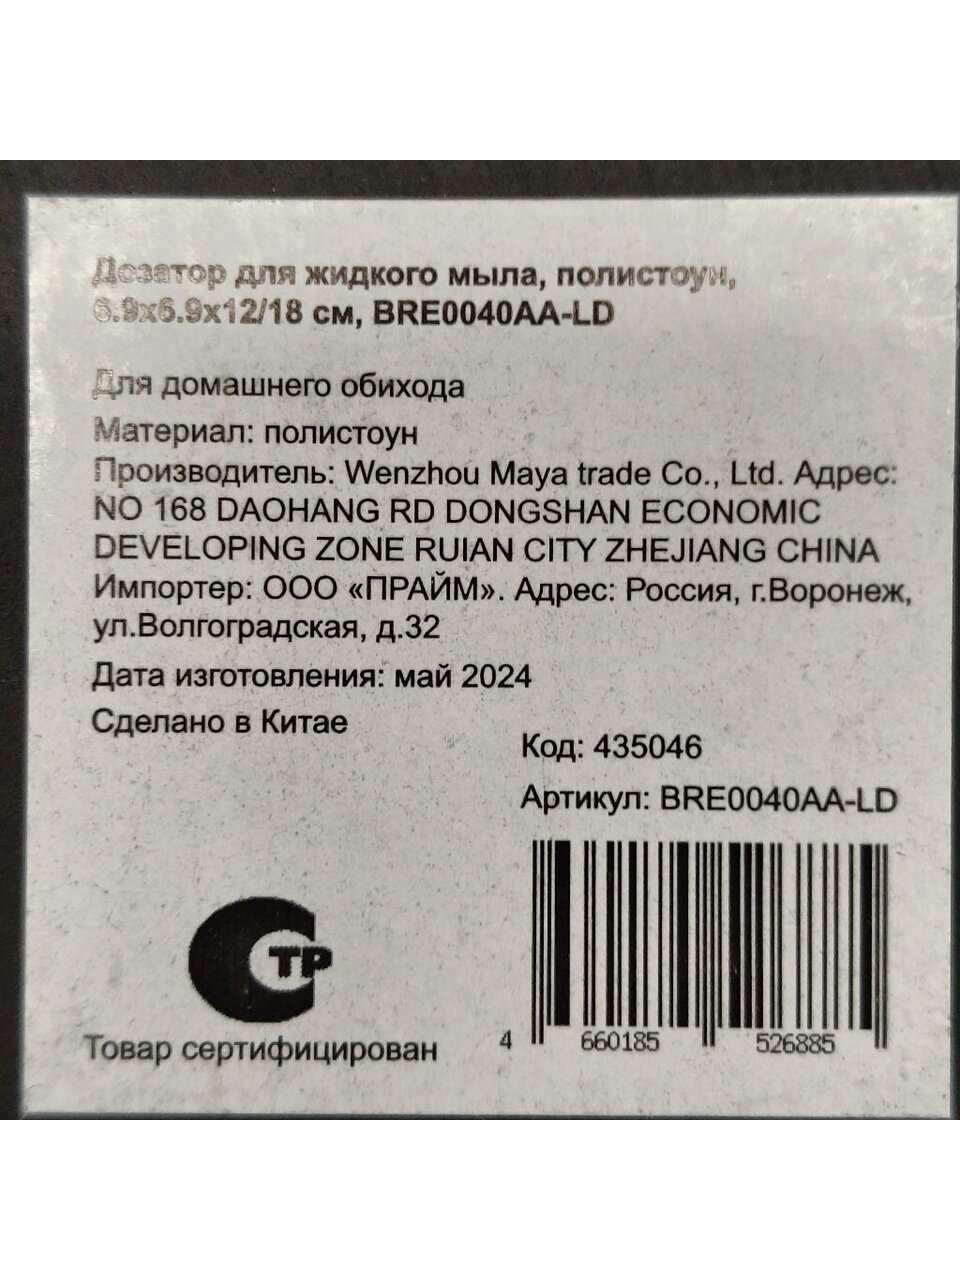 Дозатор для жидкого мыла, полистоун,
6.9x6.9x12/18 см, BRE0040AA-LD
Для домашнего обихода
Материал: полистоун
Производитель: Wenzhou Maya trade Co., Ltd. Адрес:
NO 168 DAOHANG RD DONGSHAN ECONOMIC
DEVELOPING ZONE RUIAN CITY ZHEJIANG CHINA
Импортер: ООО «ПРАЙМ». Адрес: Россия, г.Воронеж,
ул.Волгоградская, д.32
Дата изготовления: май 2024
Сделано в Китае
Код: 435046
Артикул: BRE0040AA-LD
СТР
Товар сертифицирован
4 660185 526885